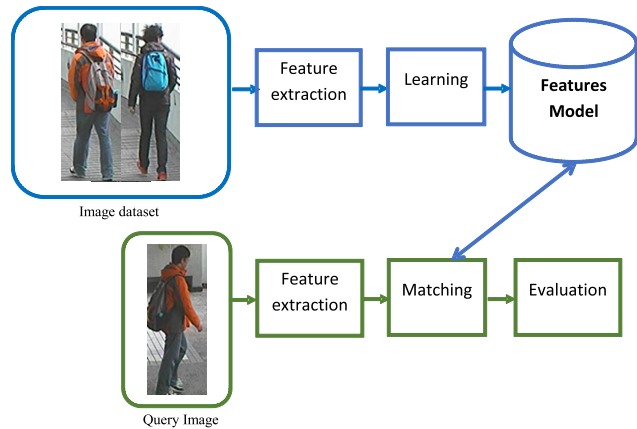 Feature
extraction
Learning
Features
Model
Image dataset
Feature
extraction
Matching
Evaluation
Query Image